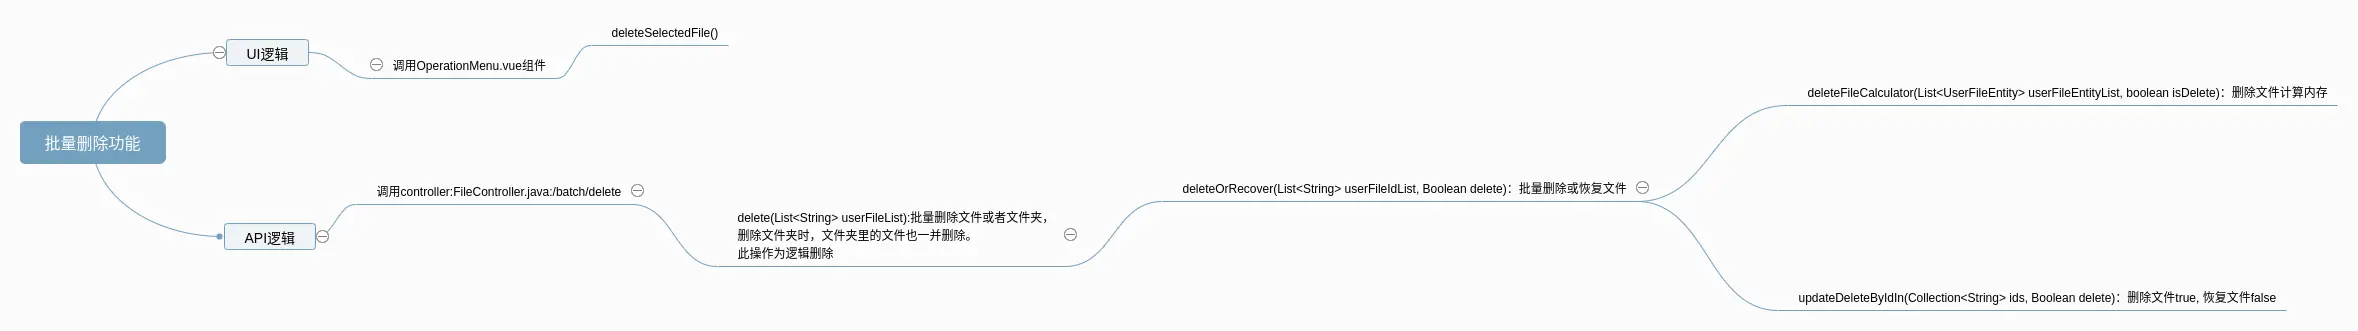 批量删除功能
UI逻辑
调用OperationMenu.vue组件
deleteSelectedFile()
API逻辑
调用controller:FileController.java:/batch/delete
delete(List<String> userFileList):批量删除文件或者文件夹，
删除文件夹时，文件夹里的文件也一并删除。
此操作为逻辑删除
deleteOrRecover(List<String> userFileIdList, Boolean delete)：批量删除或恢复文件
deleteFileCalculator(List<UserFileEntity> userFileEntityList, boolean isDelete)：删除文件计算内存
updateDeleteByIdIn(Collection<String> ids, Boolean delete)：删除文件true, 恢复文件false